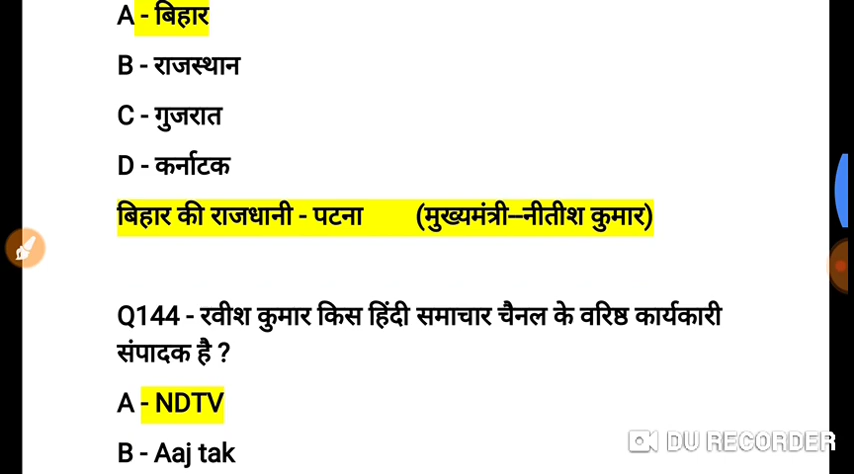 A - बिहार
B - राजस्थान
C - गुजरात
D - कर्नाटक
बिहार की राजधानी - पटना (मुख्यमंत्री–नीतीश कुमार)
Q144 - रवीश कुमार किस हिंदी समाचार चैनल के वरिष्ठ कार्यकारी
संपादक है ?
A - NDTV
B - Aaj tak
DU RECORDER